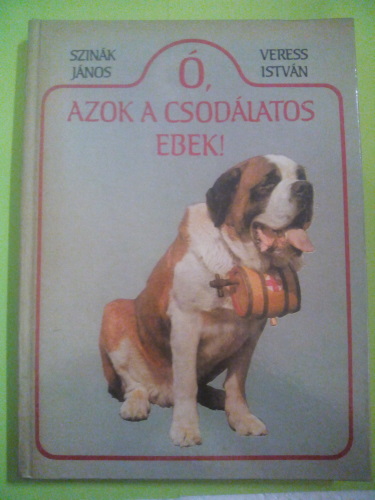 SZINÁK
JÁNOS
VERESS
ISTVÁN
Ó,
AZOK A CSODÁLATOS
EBEK!